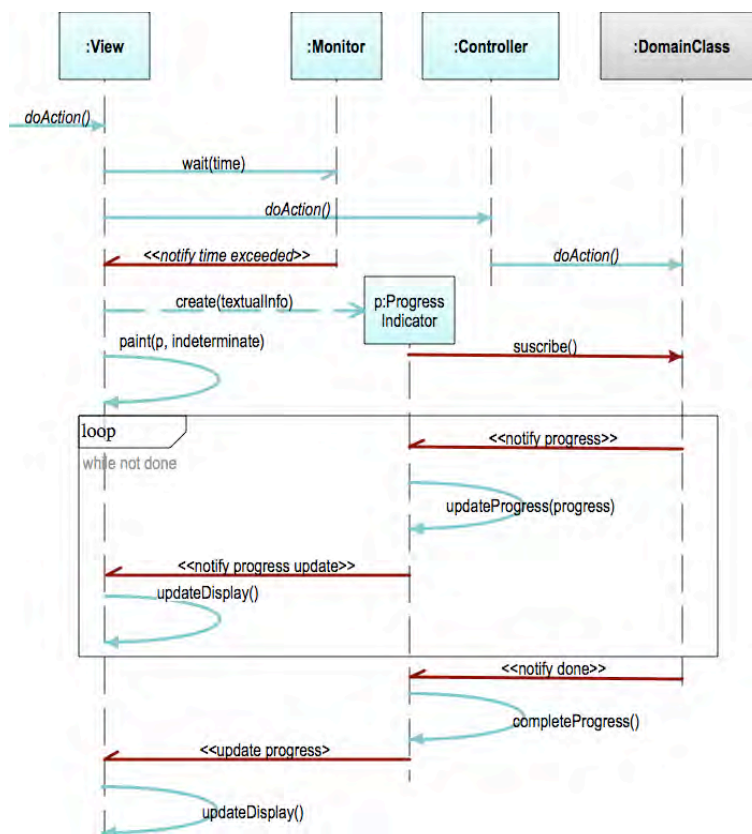 :View
:Monitor
:Controller
:DomainClass
doAction()
wait(time)
doAction()
<<notify time exceeded>>
doAction()
create(textualInfo)
p:Progress
Indicator
paint(p, indeterminate)
suscribe()
loop
<<notify progress>>
while not done
updateProgress(progress)
<<notify progress update>>
updateDisplay()
<<notify done>>
completeProgress()
<<update progress>
updateDisplay()